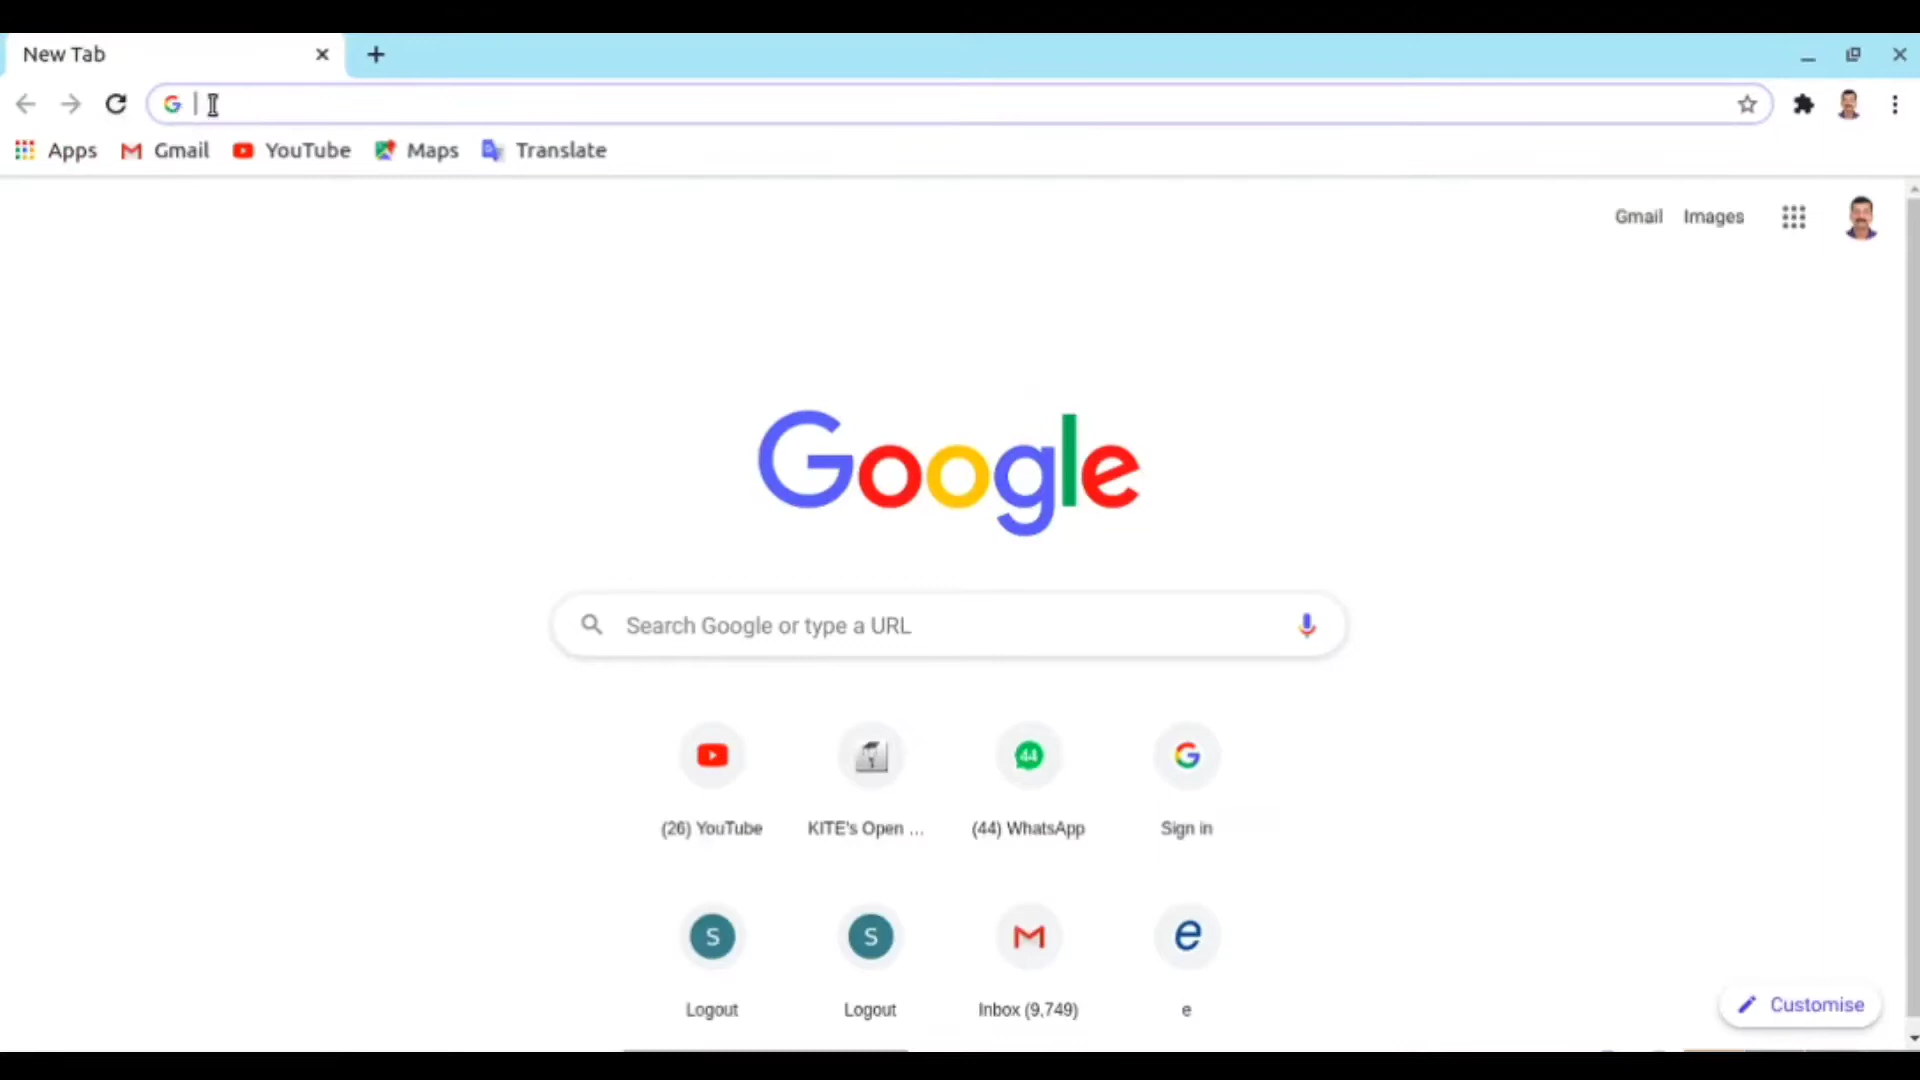 New Tab
Apps Gmail YouTube Maps Translate
Gmail Images
Google
Search Google or type a URL
44
(26) YouTube KITE's Open ... (44) WhatsApp Sign in
S S
Logout Logout Inbox (9,749) e
Customise